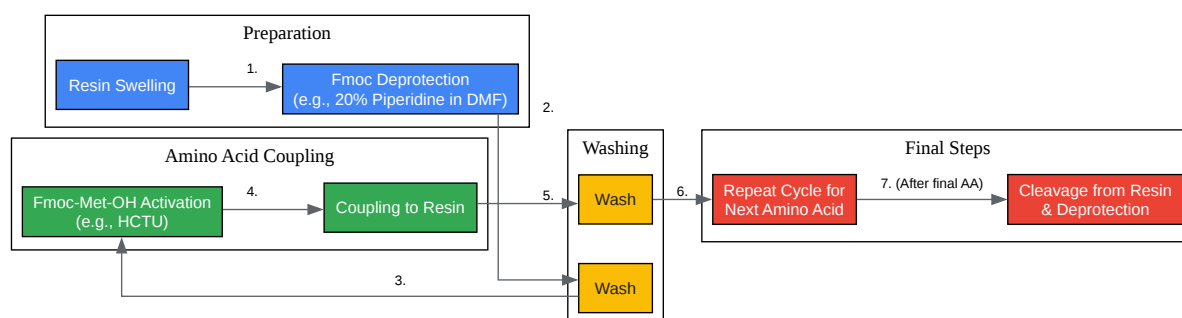 Preparation
Resin Swelling
1.
Fmoc Deprotection
(e.g., 20% Piperidine in DMF)
2.
Amino Acid Coupling
Fmoc-Met-OH Activation
(e.g., HCTU)
4.
Coupling to Resin
3.
5.
Washing
Wash
Wash
6.
Final Steps
Repeat Cycle for
Next Amino Acid
7. (After final AA)
Cleavage from Resin
& Deprotection